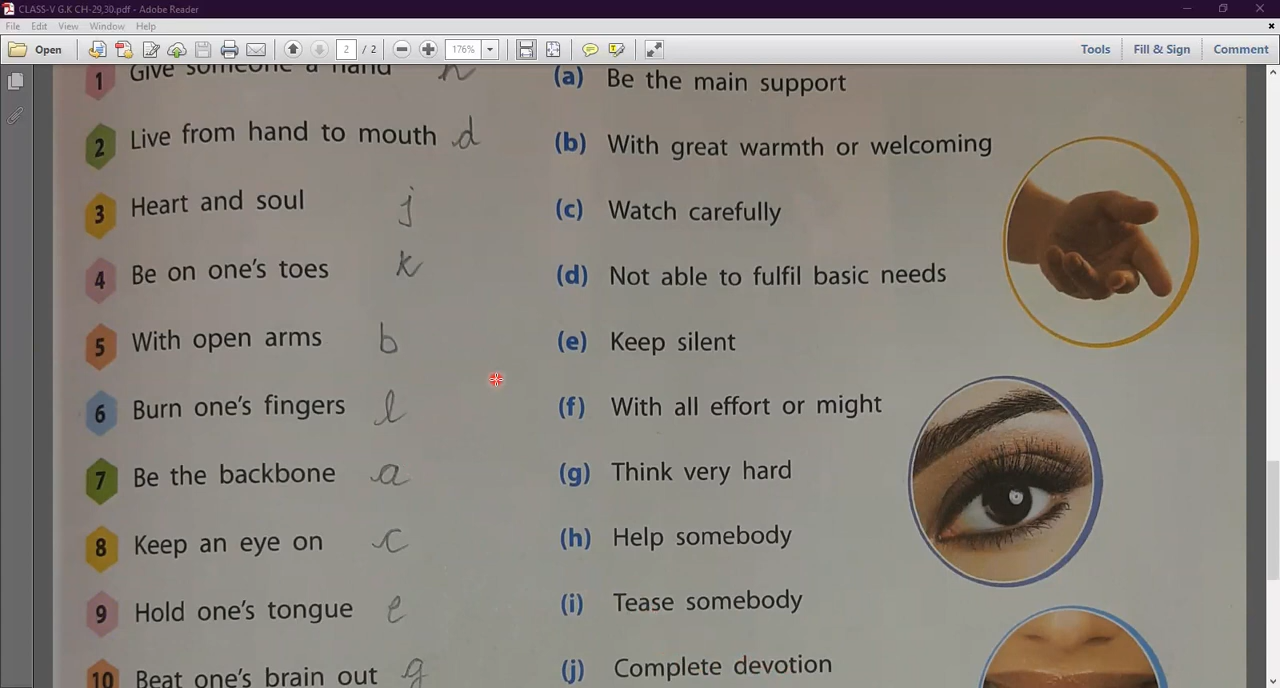 CLASS-V G.K CH-29,30.pdf - Adobe Reader
File Edit View Window Help
Open 2 / 2 176% Tools Fill & Sign Comment
1 Give someone a hand h (a) Be the main support
2 Live from hand to mouth d (b) With great warmth or welcoming
3 Heart and soul j (c) Watch carefully
4 Be on one's toes k (d) Not able to fulfil basic needs
5 With open arms b (e) Keep silent
6 Burn one's fingers l (f) With all effort or might
7 Be the backbone a (g) Think very hard
8 Keep an eye on c (h) Help somebody
9 Hold one's tongue e (i) Tease somebody
10 Beat one's brain out g (j) Complete devotion